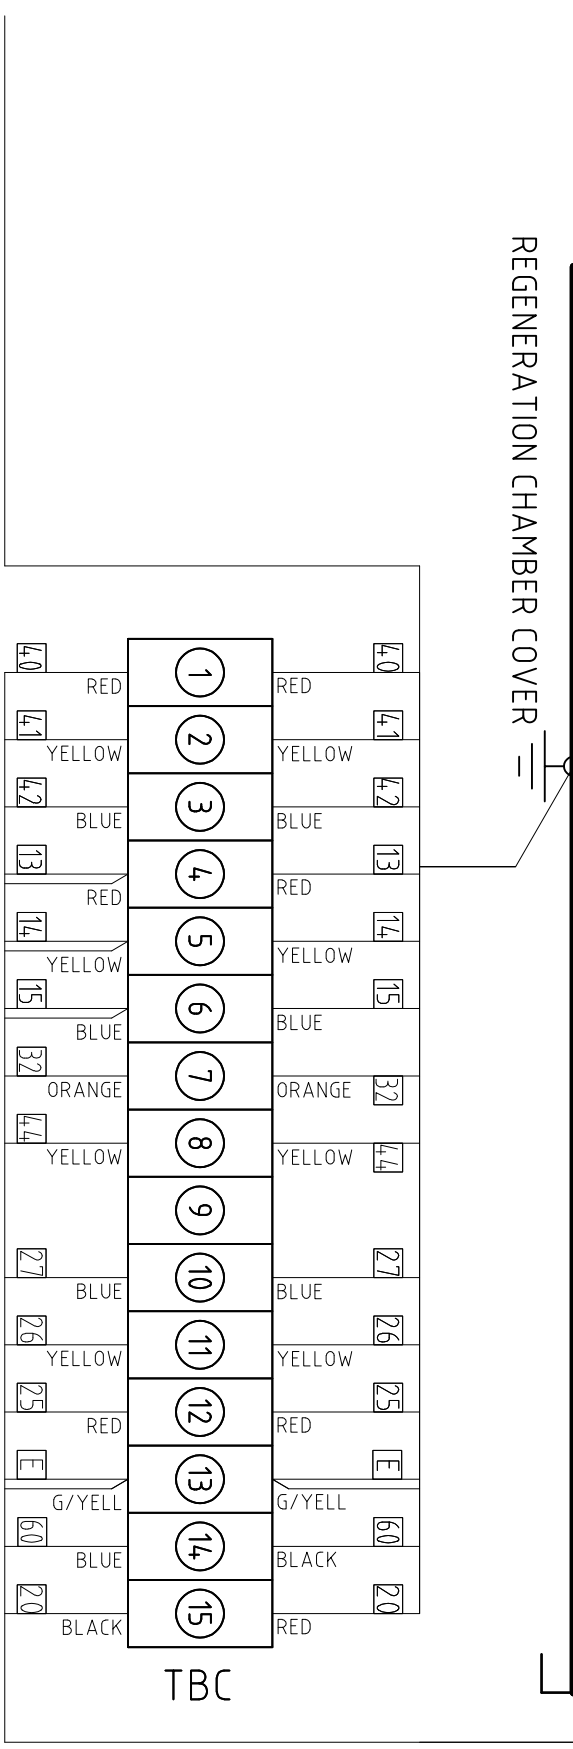 REGENERATION CHAMBER COVER
40 1 40
RED RED
41 2 41
YELLOW YELLOW
42 3 42
BLUE BLUE
13 4 13
RED RED
14 5 14
YELLOW YELLOW
15 6 15
BLUE BLUE
32 7 32
ORANGE ORANGE
44 8 44
YELLOW YELLOW
9
27 10 27
BLUE BLUE
26 11 26
YELLOW YELLOW
25 12 25
RED RED
E 13 E
G/YELL G/YELL
60 14 60
BLUE BLACK
20 15 20
BLACK RED
TBC